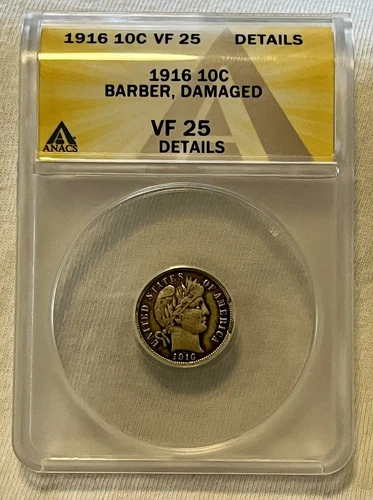 1916 10C VF 25 DETAILS
1916 10C
BARBER, DAMAGED
ANACS
VF 25
DETAILS
UNITED STATES OF AMERICA
1916